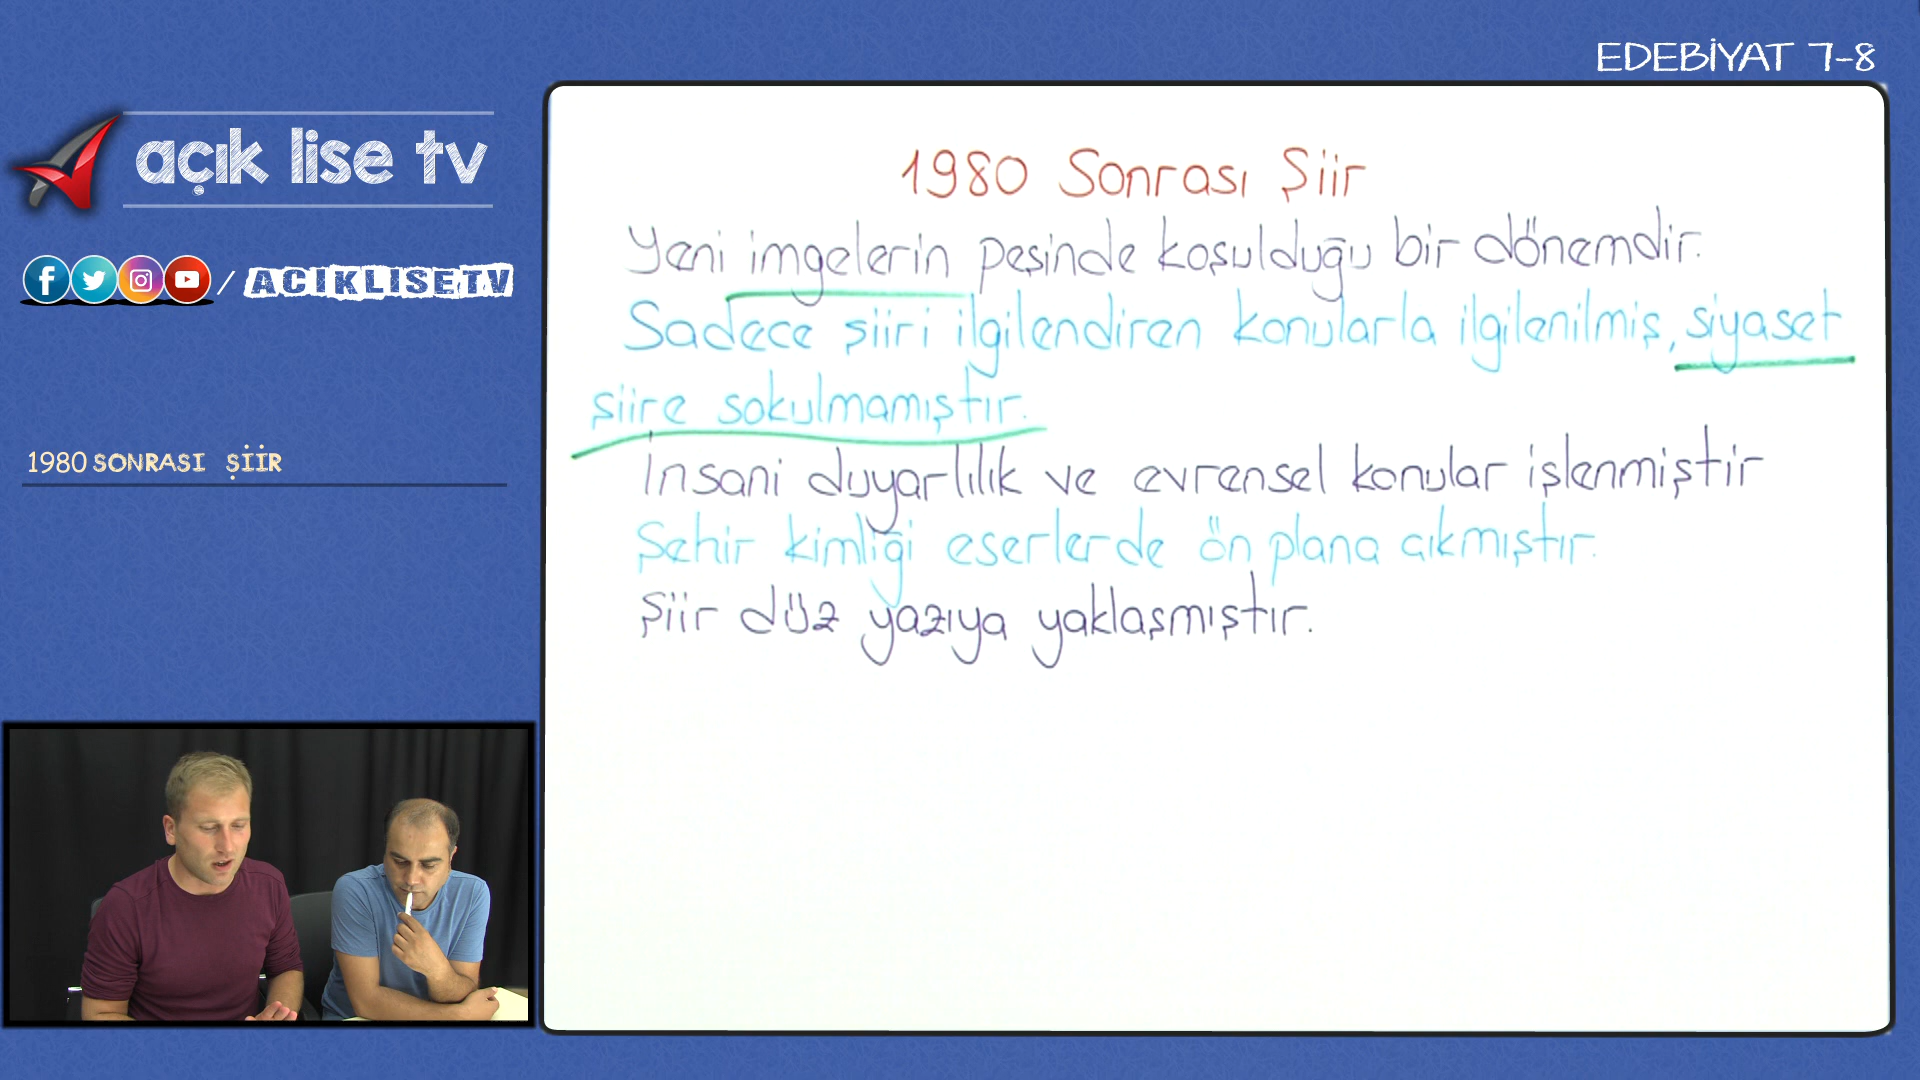 EDEBİYAT 7-8
açık lise tv
/ ACIKLISETV
1980 SONRASI ŞİİR
1980 Sonrası Şiir
Yeni imgelerin peşinde koşulduğu bir dönemdir.
Sadece şiiri ilgilendiren konularla ilgilenilmiş, siyaset
şiire sokulmamıştır.
İnsani duyarlılık ve evrensel konular işlenmiştir
Şehir kimliği eserlerde ön plana çıkmıştır.
Şiir düz yazıya yaklaşmıştır.